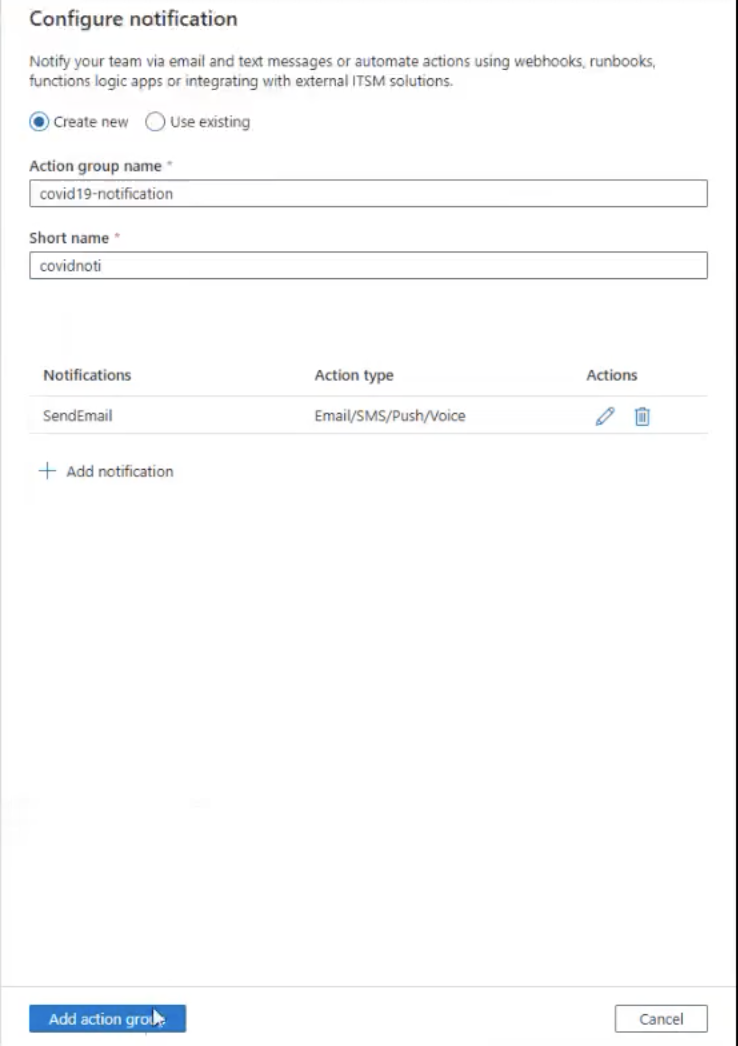 Configure notification
Notify your team via email and text messages or automate actions using webhooks, runbooks,
functions logic apps or integrating with external ITSM solutions.
Create new Use existing
Action group name *
covid19-notification
Short name *
covidnoti
Notifications Action type Actions
SendEmail Email/SMS/Push/Voice
Add notification
Add action group Cancel